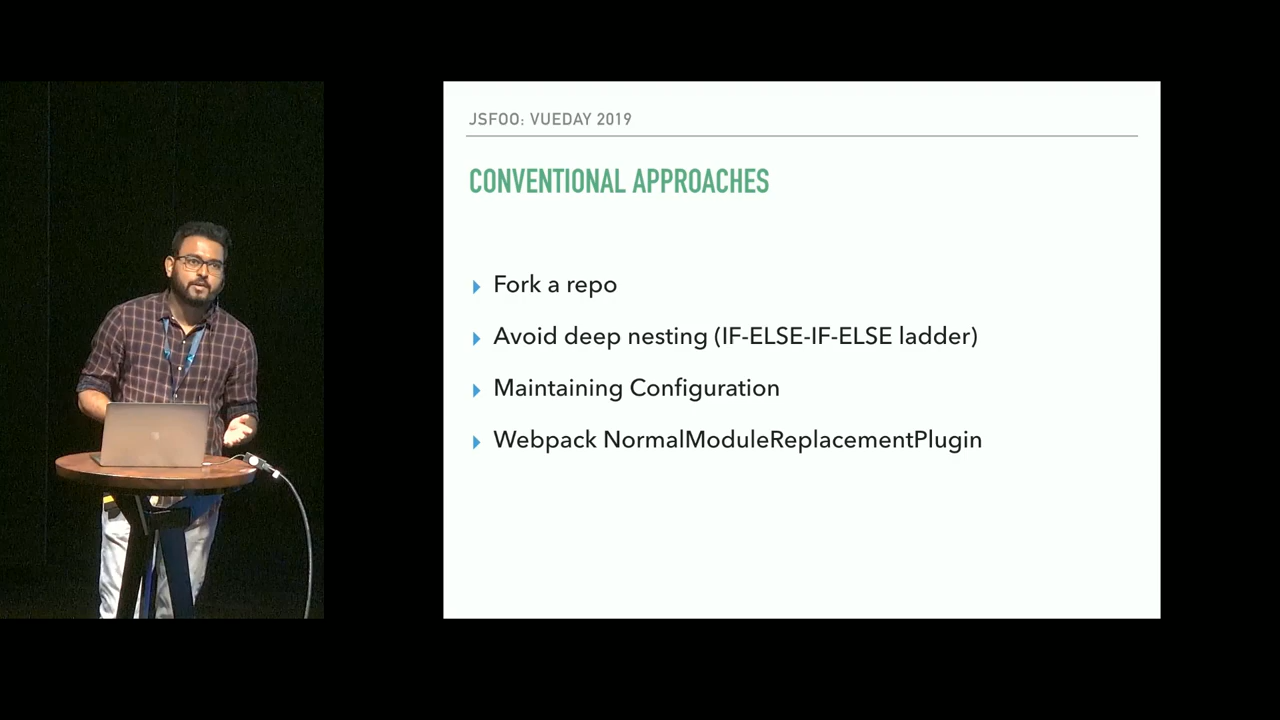 JSFOO: VUEDAY 2019
CONVENTIONAL APPROACHES
Fork a repo
Avoid deep nesting (IF-ELSE-IF-ELSE ladder)
Maintaining Configuration
Webpack NormalModuleReplacementPlugin